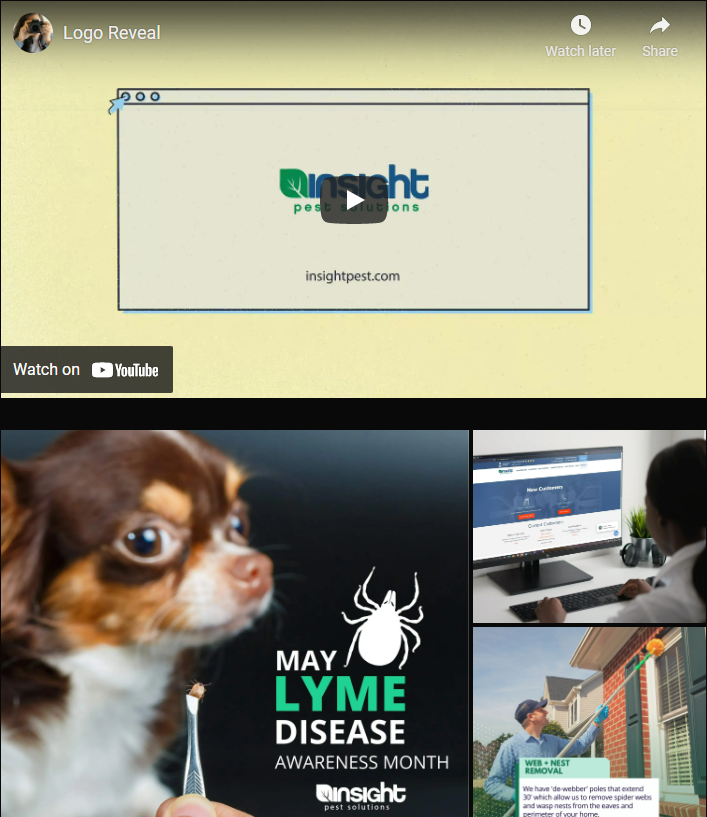 Logo Reveal
Watch later
Share
insight
pest solutions
insightpest.com
Watch on YouTube
New Customers
Current Customers
MAY
LYME
DISEASE
AWARENESS MONTH
insight
pest solutions
WEB + NEST
REMOVAL
We have 'de-webber' poles that extend
30' which allow us to remove spider webs
and wasp nests from the eaves and
perimeter of your home.